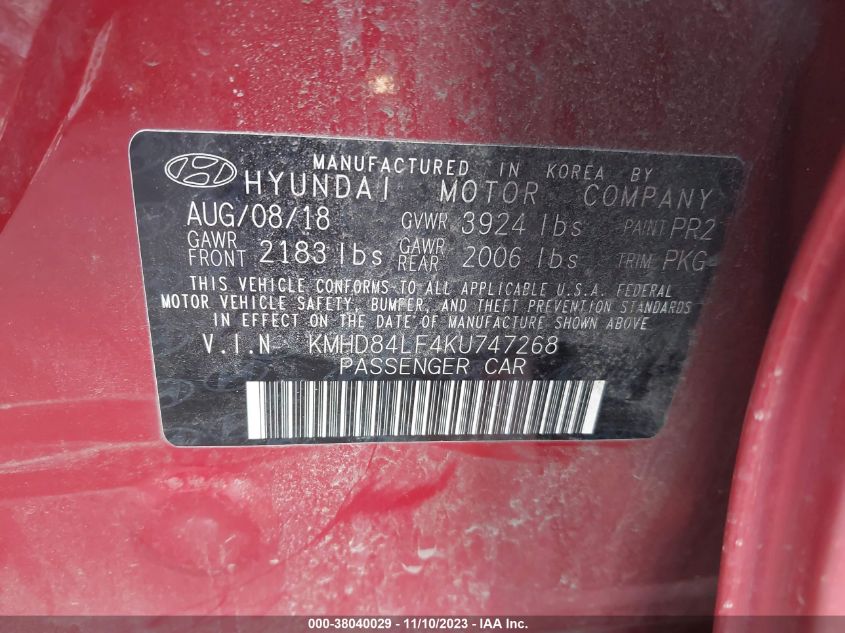 MANUFACTURED IN KOREA BY
HYUNDAI MOTOR COMPANY
AUG/08/18 GVWR 3924 lbs PAINT PR2
GAWR FRONT 2183 lbs GAWR REAR 2006 lbs TRIM PKG
THIS VEHICLE CONFORMS TO ALL APPLICABLE U.S.A. FEDERAL
MOTOR VEHICLE SAFETY, BUMPER, AND THEFT PREVENTION STANDARDS
IN EFFECT ON THE DATE OF MANUFACTURE SHOWN ABOVE
V.I.N KMHD84LF4KU747268
PASSENGER CAR
000-38040029 - 11/10/2023 - IAA Inc.